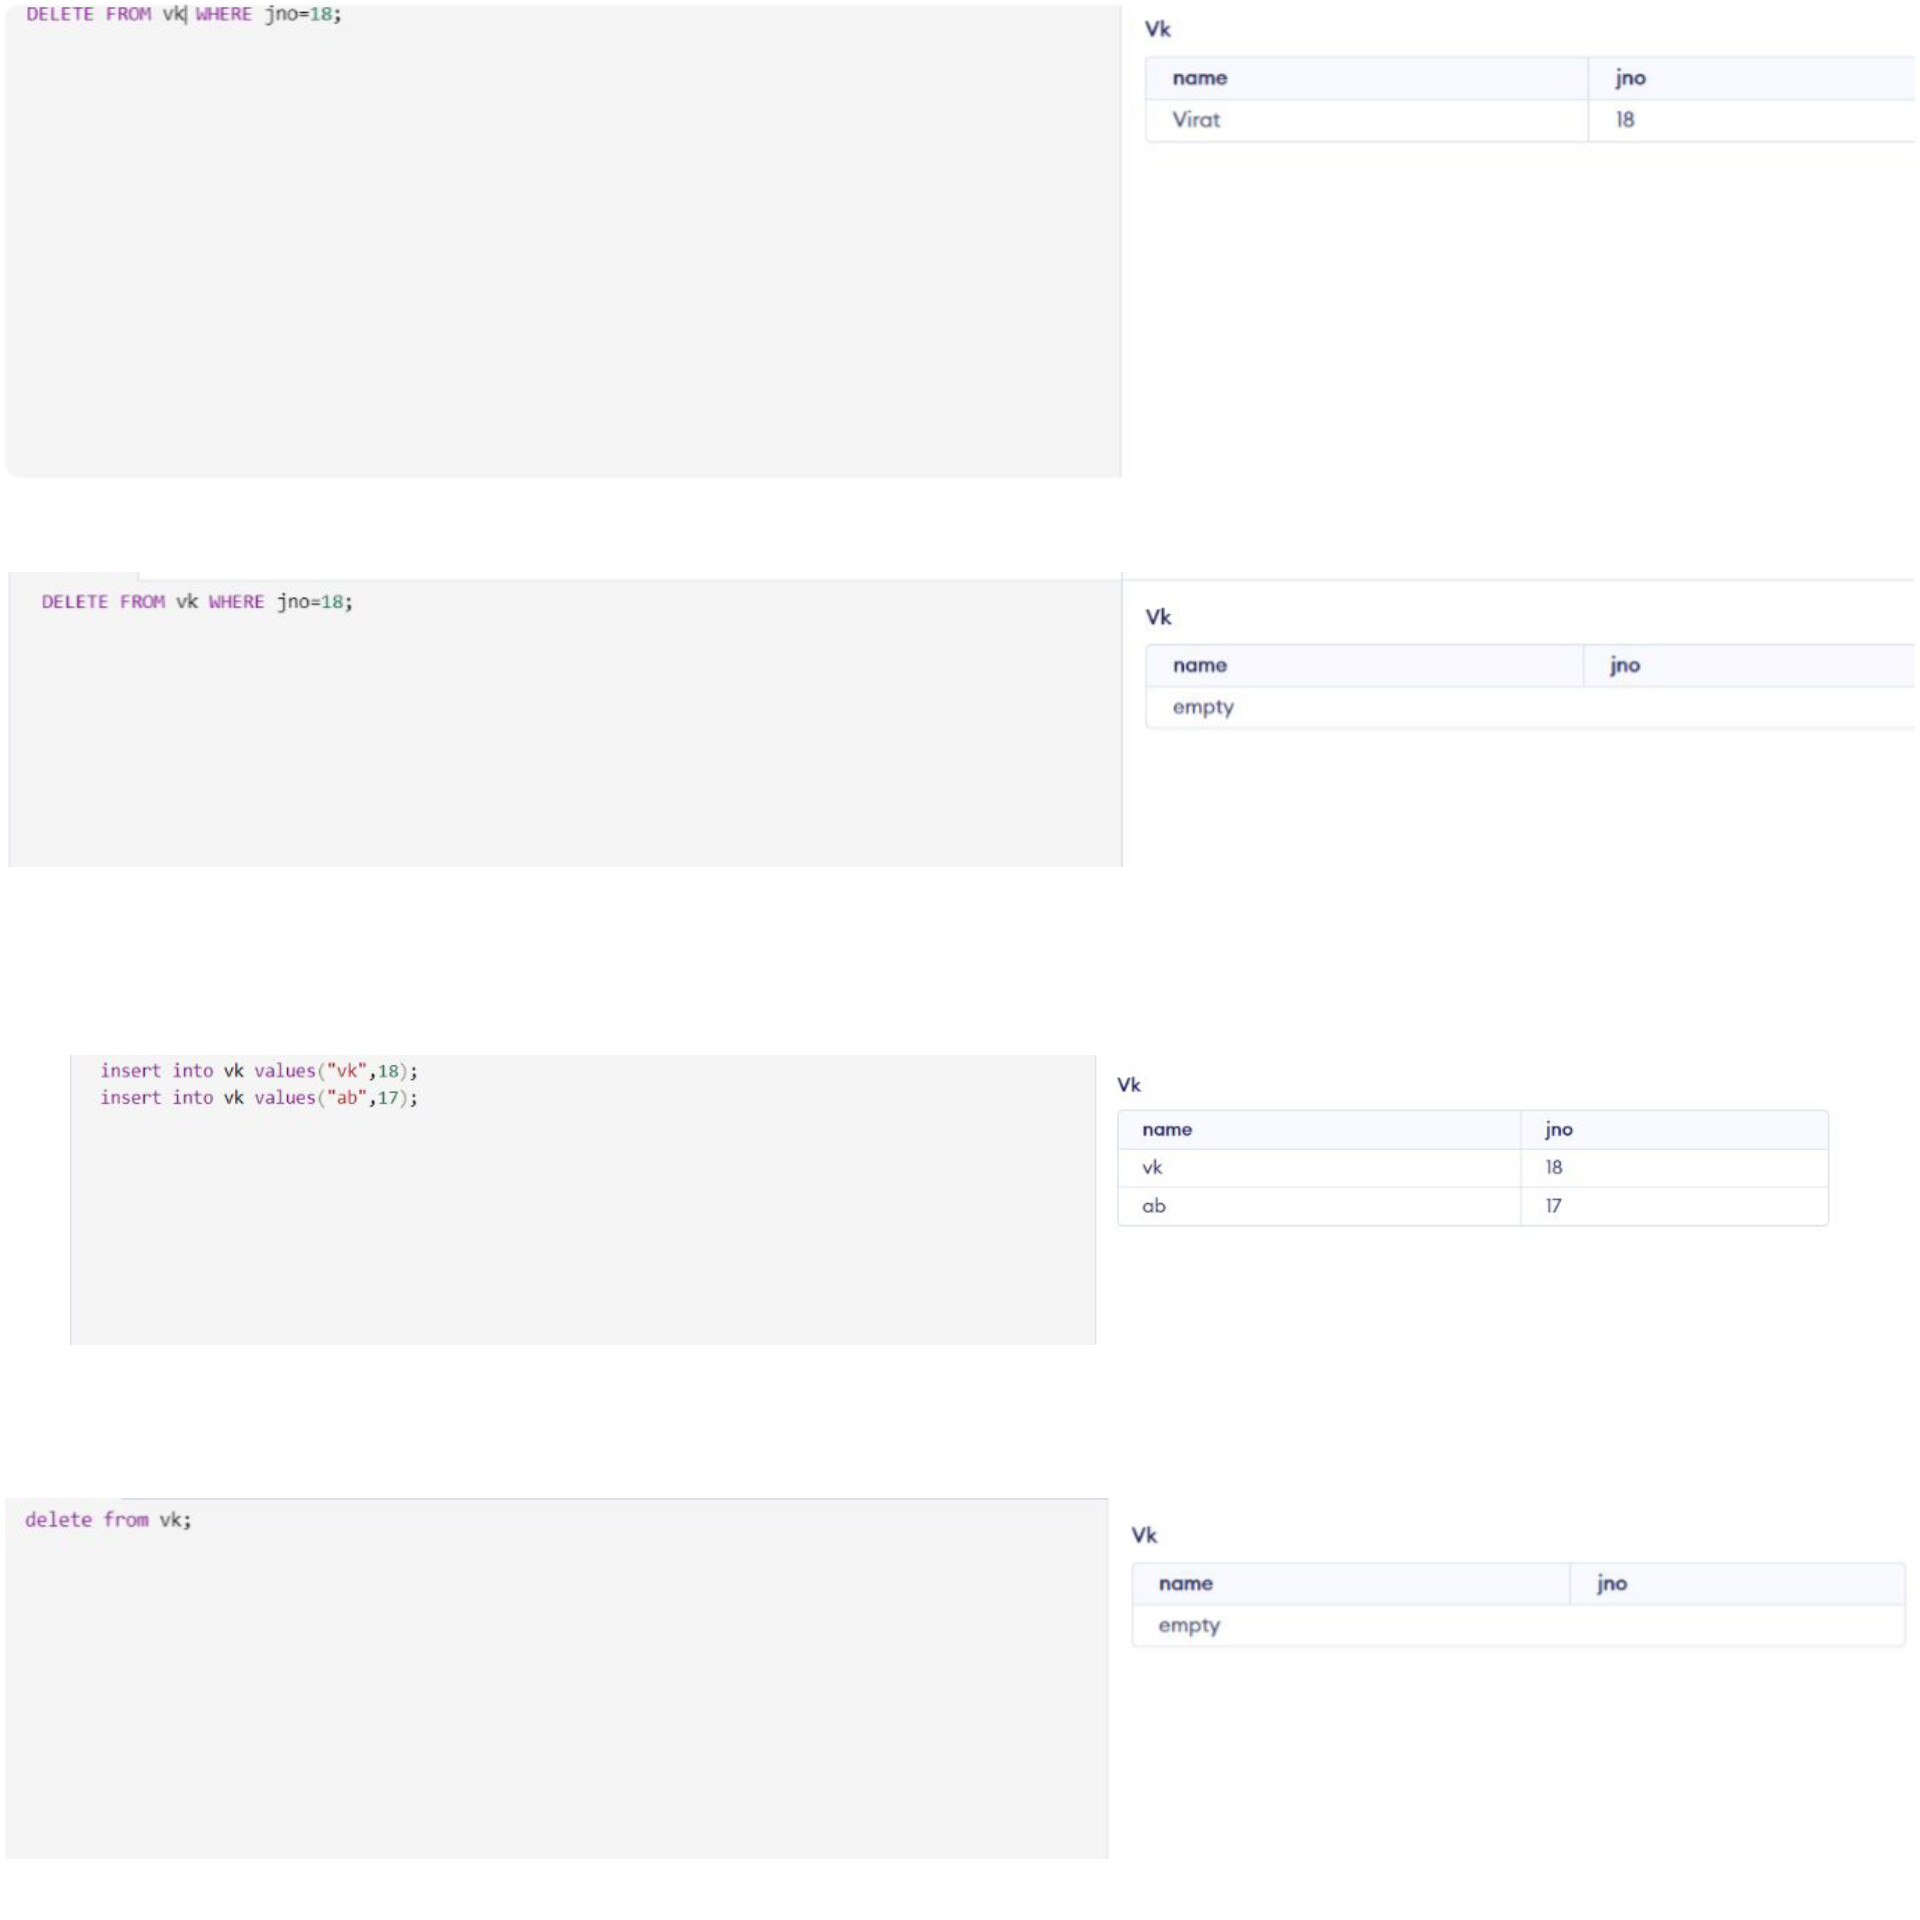 DELETE FROM vk WHERE jno=18;
Vk
name jno
Virat 18
DELETE FROM vk WHERE jno=18;
Vk
name jno
empty
insert into vk values("vk",18);
insert into vk values("ab",17);
Vk
name jno
vk 18
ab 17
delete from vk;
Vk
name jno
empty